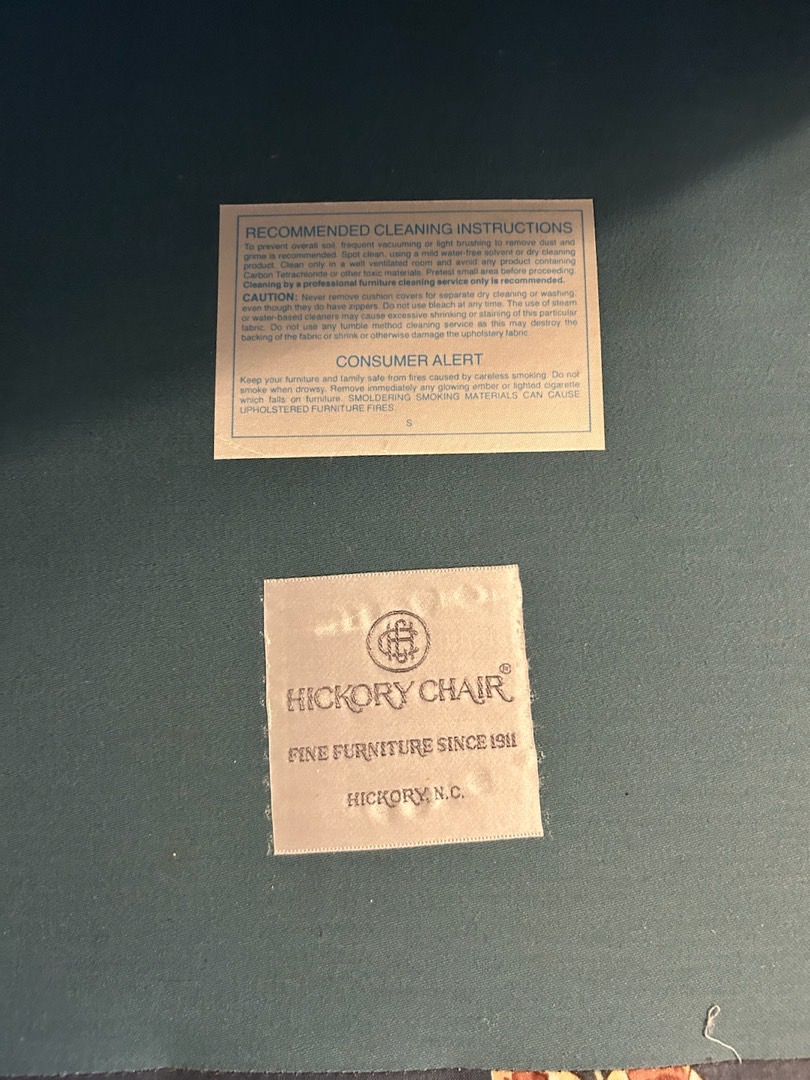 RECOMMENDED CLEANING INSTRUCTIONS
To prevent overall soil, frequent vacuuming or light brushing to remove dust and
grime is recommended. Spot clean, using a mild water-free solvent or dry cleaning
product. Clean only in a well ventilated room and avoid any product containing
Carbon Tetrachloride or other toxic materials. Pretest small area before proceeding.
Cleaning by a professional furniture cleaning service only is recommended.
CAUTION: Never remove cushion covers for separate dry cleaning or washing,
even though they do have zippers. Do not use bleach at any time. The use of steam
or water-based cleaners may cause excessive shrinking or staining of this particular
fabric. Do not use any tumble method cleaning service as this may destroy the
backing of the fabric or shrink or otherwise damage the upholstery fabric.
CONSUMER ALERT
Keep your furniture and family safe from fires caused by careless smoking. Do not
smoke when drowsy. Remove immediately any glowing ember or lighted cigarette
which falls on furniture. SMOLDERING SMOKING MATERIALS CAN CAUSE
UPHOLSTERED FURNITURE FIRES.
S
HICKORY CHAIR®
FINE FURNITURE SINCE 1911
HICKORY, N.C.